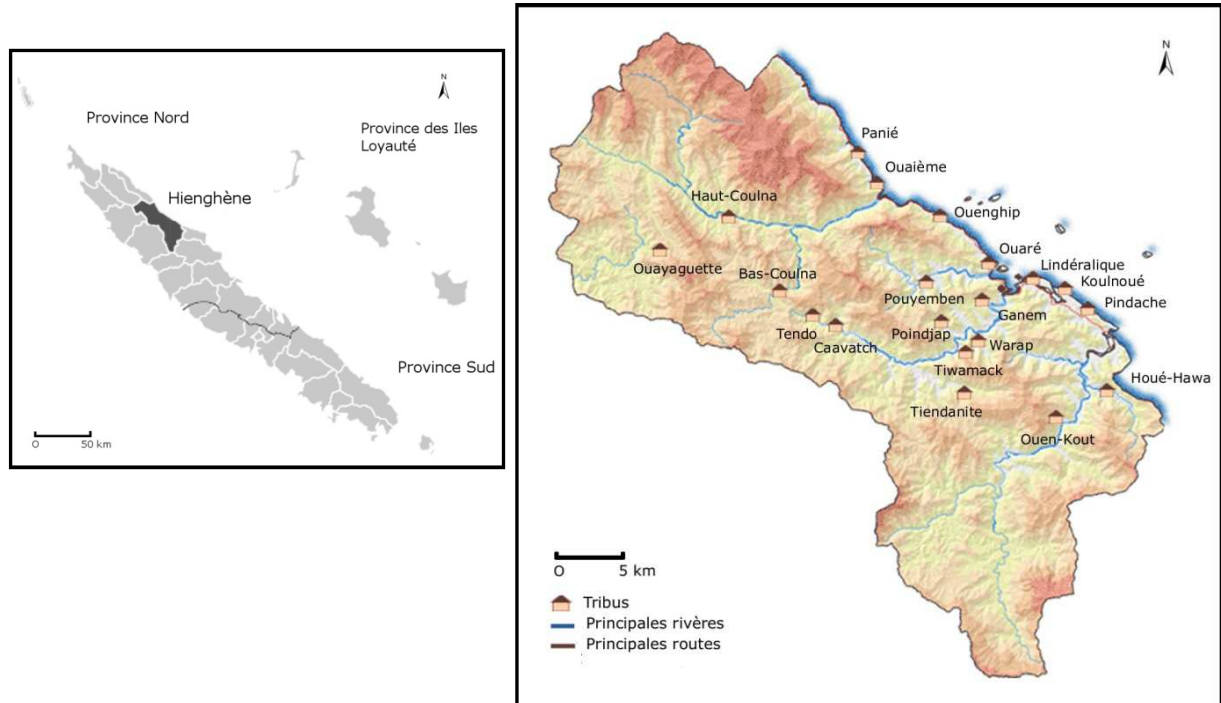 N
Province Nord
Province des Iles
Loyauté
Hienghène
Province Sud
0 50 km
N
Panié
Ouaième
Haut-Coulna
Ouenghip
Ouaré
Ouayaguette
Lindéralique
Bas-Coulna
Koulnoué
Pouyemben
Pindache
Ganem
Tendo
Poindjap
Caavatch
Warap
Tiwamack
Houé-Hawa
Tiendanite
Ouen-Kout
0 5 km
Tribus
Principales rivères
Principales routes